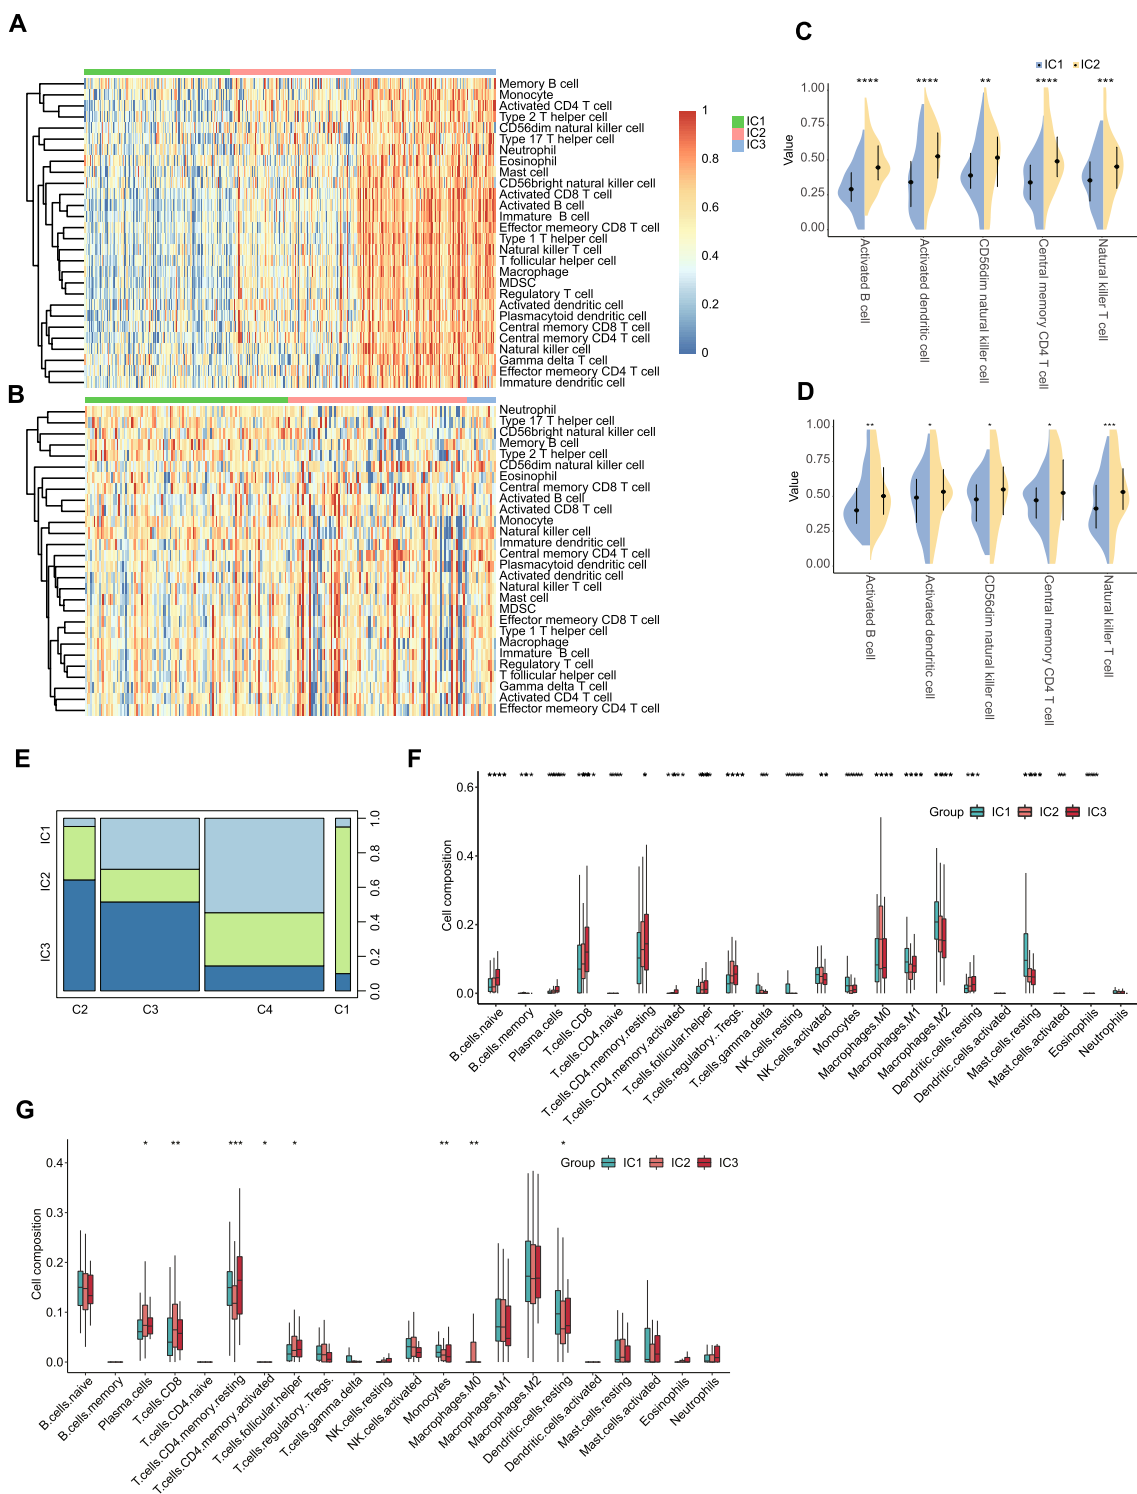 A
Memory B cell
Monocyte
Activated CD4 T cell
Type 2 T helper cell
CD56dim natural killer cell
Type 17 T helper cell
Neutrophil
Eosinophil
Mast cell
CD56bright natural killer cell
Activated CD8 T cell
Activated B cell
Immature  B cell
Effector memeory CD8 T cell
Type 1 T helper cell
Natural killer T cell
T follicular helper cell
Macrophage
MDSC
Regulatory T cell
Activated dendritic cell
Plasmacytoid dendritic cell
Central memory CD8 T cell
Central memory CD4 T cell
Natural killer cell
Gamma delta T cell
Effector memeory CD4 T cell
Immature dendritic cell
1
0.8
0.6
0.4
0.2
0
IC1
IC2
IC3
B
Neutrophil
Type 17 T helper cell
CD56bright natural killer cell
Memory B cell
Type 2 T helper cell
CD56dim natural killer cell
Eosinophil
Central memory CD8 T cell
Activated B cell
Activated CD8 T cell
Monocyte
Natural killer cell
Immature dendritic cell
Central memory CD4 T cell
Plasmacytoid dendritic cell
Activated dendritic cell
Natural killer T cell
Mast cell
MDSC
Effector memeory CD8 T cell
Type 1 T helper cell
Macrophage
Immature  B cell
Regulatory T cell
T follicular helper cell
Gamma delta T cell
Activated CD4 T cell
Effector memeory CD4 T cell
C
IC1 IC2
**** **** ** **** ***
1.00
0.75
0.50
0.25
0.00
Value
Activated B cell
Activated dendritic cell
CD56dim natural killer cell
Central memory CD4 T cell
Natural killer T cell
D
** * * * ***
1.00
0.75
0.50
0.25
0.00
Value
Activated B cell
Activated dendritic cell
CD56dim natural killer cell
Central memory CD4 T cell
Natural killer T cell
E
IC1
IC2
IC3
1.0
0.8
0.6
0.4
0.2
0.0
C2 C3 C4 C1
F
Group IC1 IC2 IC3
0.6
0.4
0.2
0.0
Cell composition
B.cells.naive
B.cells.memory
Plasma.cells
T.cells.CD8
T.cells.CD4.naive
T.cells.CD4.memory.resting
T.cells.CD4.memory.activated
T.cells.follicular.helper
T.cells.regulatory..Tregs.
T.cells.gamma.delta
NK.cells.resting
NK.cells.activated
Monocytes
Macrophages.M0
Macrophages.M1
Macrophages.M2
Dendritic.cells.resting
Dendritic.cells.activated
Mast.cells.resting
Mast.cells.activated
Eosinophils
Neutrophils
G
* ** *** * * ** ** *
Group IC1 IC2 IC3
0.4
0.3
0.2
0.1
0.0
Cell composition
B.cells.naive
B.cells.memory
Plasma.cells
T.cells.CD8
T.cells.CD4.naive
T.cells.CD4.memory.resting
T.cells.CD4.memory.activated
T.cells.follicular.helper
T.cells.regulatory..Tregs.
T.cells.gamma.delta
NK.cells.resting
NK.cells.activated
Monocytes
Macrophages.M0
Macrophages.M1
Macrophages.M2
Dendritic.cells.resting
Dendritic.cells.activated
Mast.cells.resting
Mast.cells.activated
Eosinophils
Neutrophils